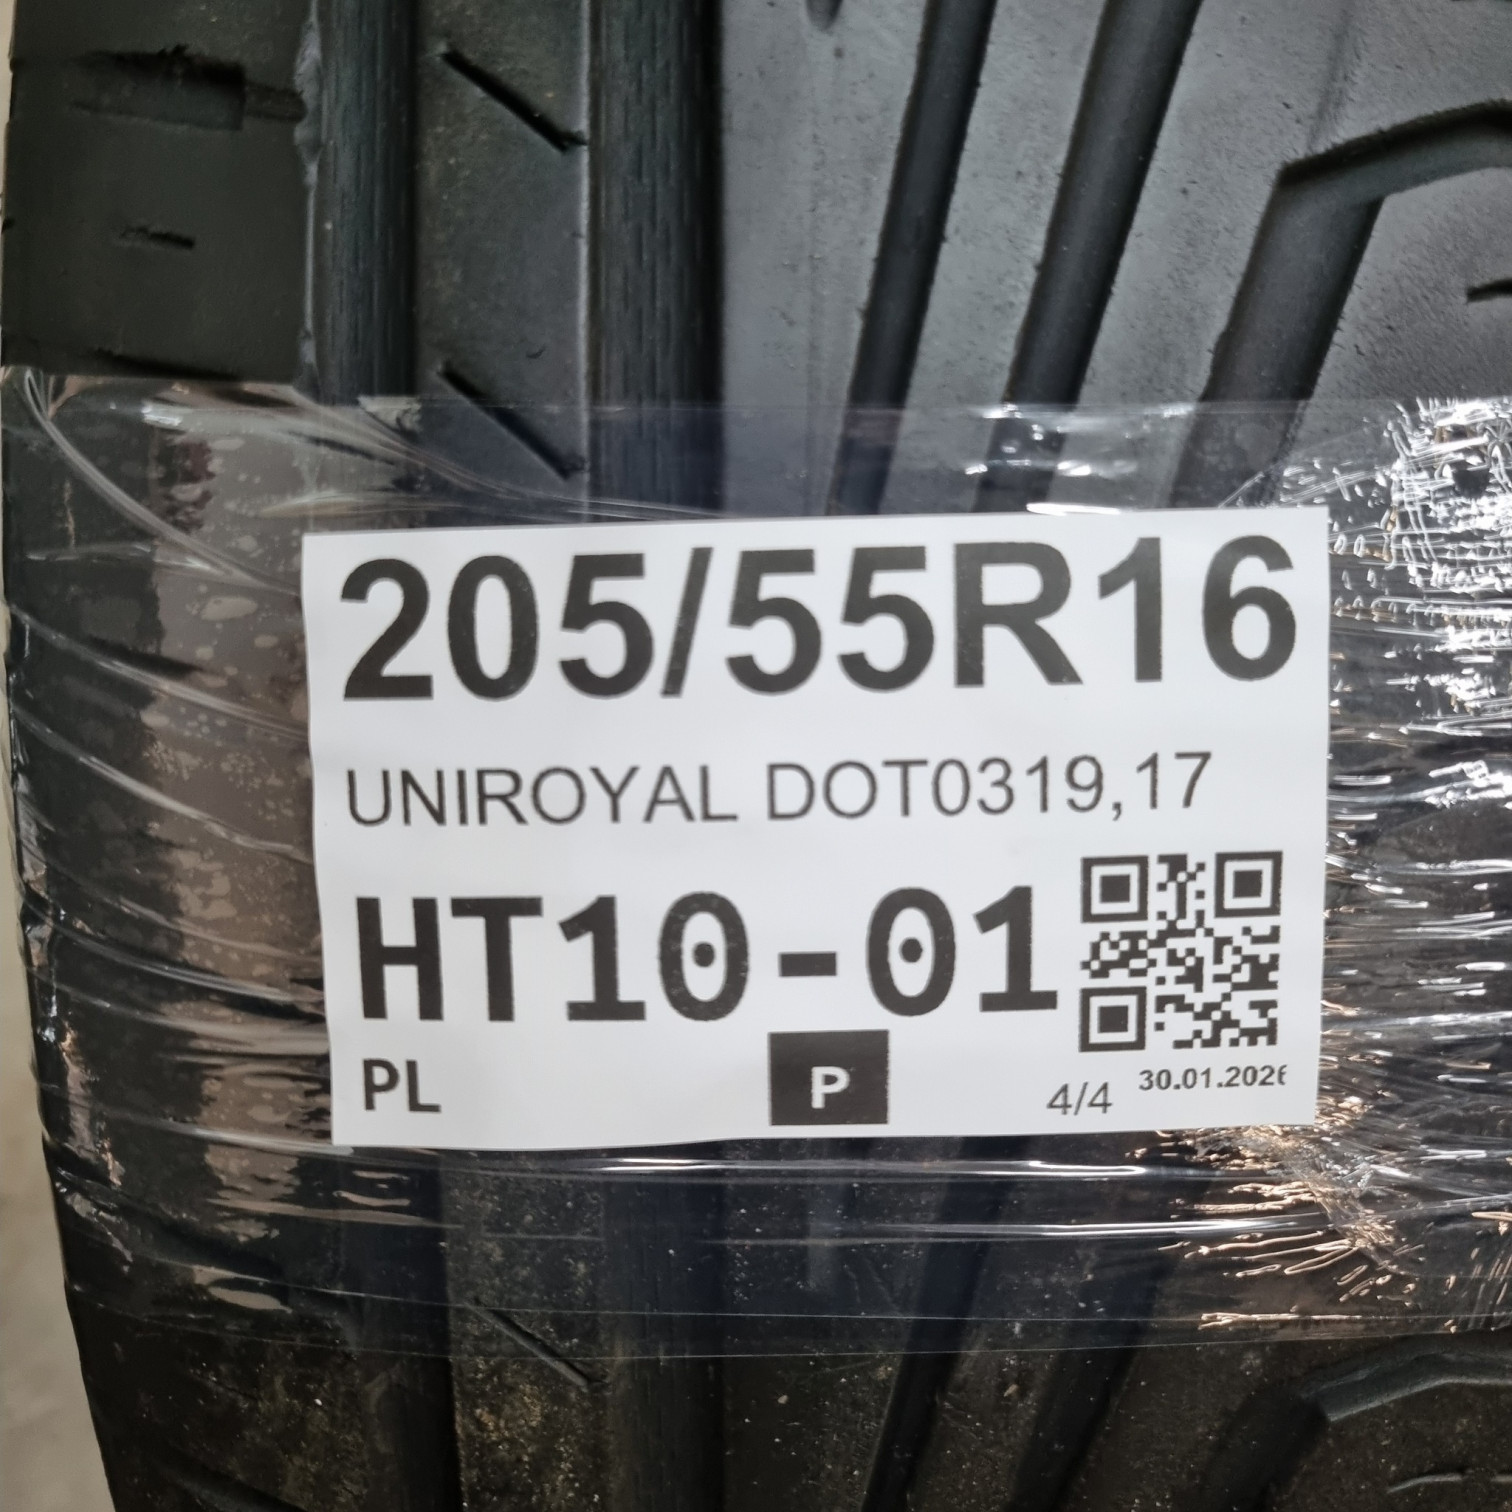 205/55R16
UNIROYAL DOT0319,17
HT10-01
PL
P
4/4
30.01.2026